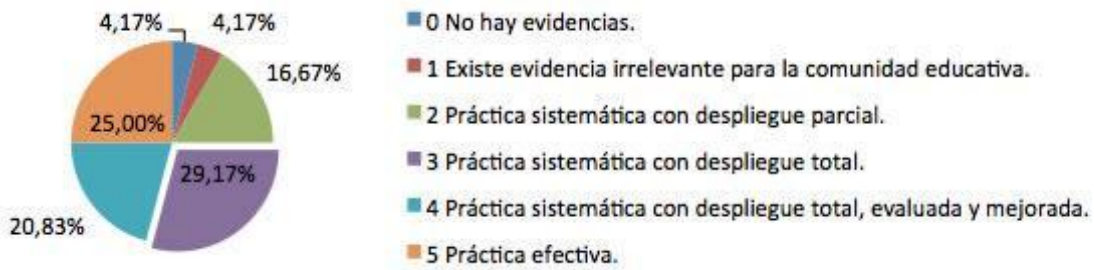 4,17%
4,17%
16,67%
25,00%
29,17%
20,83%
0 No hay evidencias.
1 Existe evidencia irrelevante para la comunidad educativa.
2 Práctica sistemática con despliegue parcial.
3 Práctica sistemática con despliegue total.
4 Práctica sistemática con despliegue total, evaluada y mejorada.
5 Práctica efectiva.